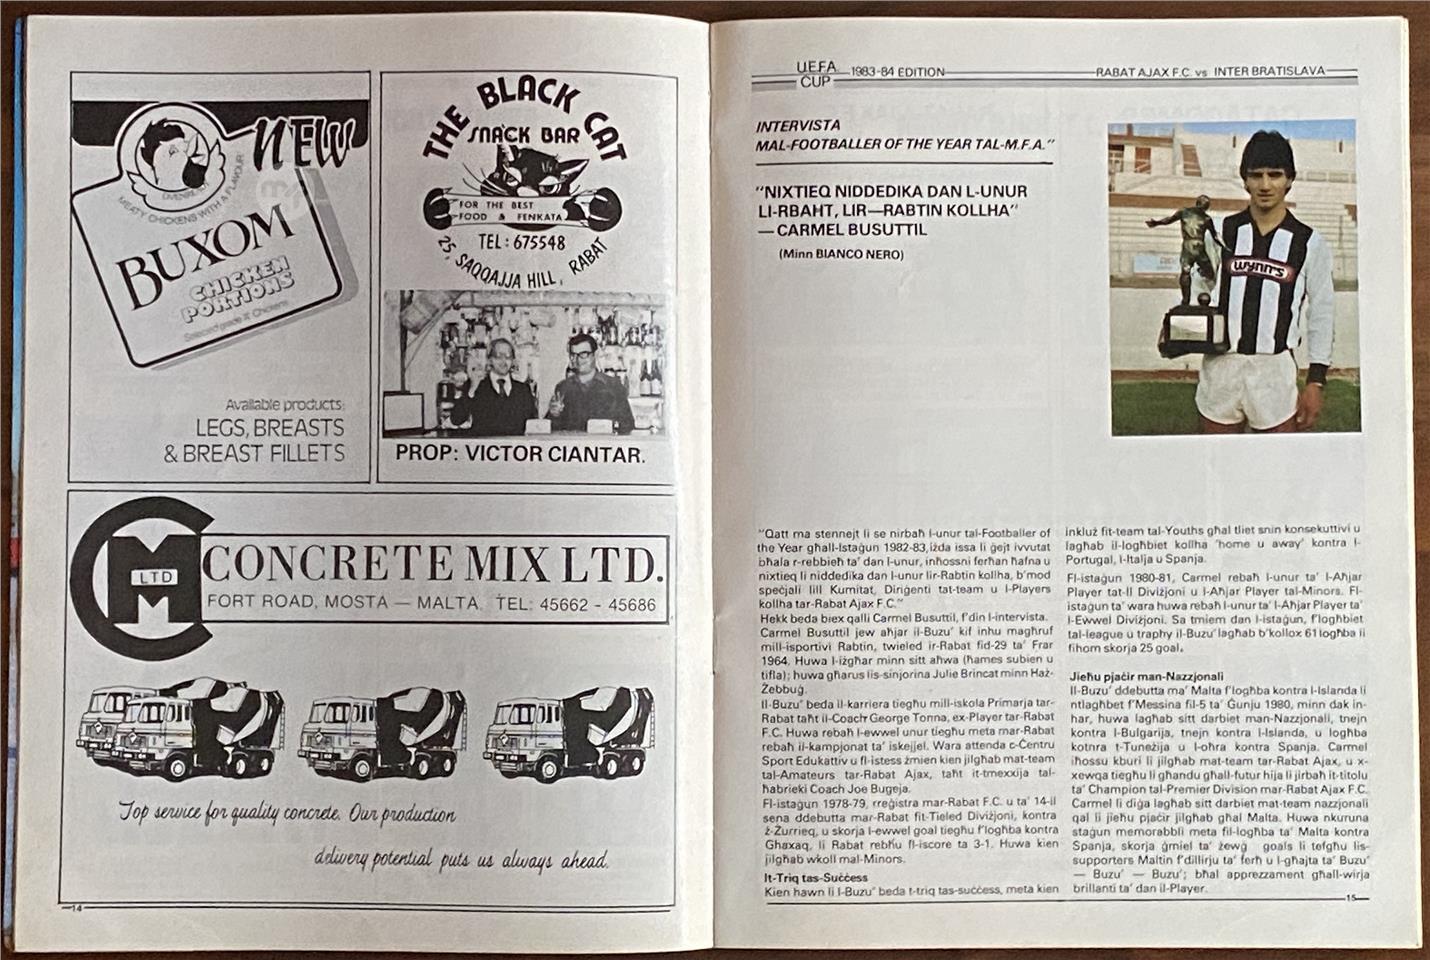 NEW
LIVENER LTD
MEATY CHICKENS WITH A FLAVOUR!
BUXOM
CHICKEN
PORTIONS
Selected grade 'A' Chickens
Available products:
LEGS, BREASTS
& BREAST FILLETS
THE BLACK CAT
SNACK BAR
FOR THE BEST
FOOD & FENKATA
TEL: 675548
25, SAQQAJJA HILL, RABAT
PROP: VICTOR CIANTAR.
CM
LTD
CONCRETE MIX LTD.
FORT ROAD, MOSTA — MALTA. TEL: 45662 - 45686
Top service for quality concrete. Our production
delivery potential puts us always ahead.
14
U.E.F.A. CUP 1983-84 EDITION
RABAT AJAX F.C. vs INTER BRATISLAVA
INTERVISTA
MAL-FOOTBALLER OF THE YEAR TAL-M.F.A."
"NIXTIEQ NIDDEDIKA DAN L-UNUR
LI-RBAHT, LIR—RABTIN KOLLHA"
— CARMEL BUSUTTIL
(Minn BIANCO NERO)
WYNN'S
"Qatt ma stennejt li se nirbaħ l-unur tal-Footballer of
the Year għall-Istaġun 1982-83, iżda issa li ġejt ivvutat
bħala r-rebbieħ ta' dan l-unur, inħossni ferħan ħafna u
nixtieq li niddedika dan l-unur lir-Rabtin kollha, b'mod
speċjali lill Kumitat, Diriġenti tat-team u l-Players
kollha tar-Rabat Ajax F.C."
Hekk beda biex qalli Carmel Busuttil, f'din l-intervista.
Carmel Busuttil jew aħjar il-Buzu' kif inhu magħruf
mill-isportivi Rabtin, twieled ir-Rabat fid-29 ta' Frar
1964. Huwa l-iżgħar minn sitt aħwa (ħames subien u
tifla); huwa għarus lis-sinjorina Julie Brincat minn Haż-
Żebbuġ.
Il-Buzu' beda il-karriera tiegħu mill-iskola Primarja tar-
Rabat taħt il-Coach George Tonna, ex-Player tar-Rabat
F.C. Huwa rebaħ l-ewwel unur tiegħu meta mar-Rabat
rebaħ il-kampjonat ta' iskejjel. Wara attenda ċ-Ċentru
Sport Edukattiv u fl-istess żmien kien jilgħab mat-team
tal-Amateurs tar-Rabat Ajax, taħt it-tmexxija tal-
ħabrieki Coach Joe Bugeja.
Fl-istaġun 1978-79, rreġistra mar-Rabat F.C. u ta' 14-il
sena ddebutta mar-Rabat fit-Tieled Diviżjoni, kontra
ż-Żurrieq, u skorja l-ewwel goal tiegħu f'logħba kontra
Għaxaq, li Rabat rebħu fl-iscore ta 3-1. Huwa kien
jilgħab wkoll mal-Minors.
It-Triq tas-Suċċess
Kien hawn li l-Buzu' beda t-triq tas-suċċess, meta kien
inkluż fit-team tal-Youths għal tliet snin konsekuttivi u
lagħab il-logħbiet kollha 'home u away' kontra l-
Portugal, l-Italja u Spanja.
Fl-istaġun 1980-81, Carmel rebaħ l-unur ta' l-Aħjar
Player tat-II Diviżjoni u l-Aħjar Player tal-Minors. Fl-
istaġun ta' wara huwa rebaħ l-unur ta' l-Aħjar Player ta'
l-Ewwel Diviżjoni. Sa tmiem dan l-istaġun, f'logħbiet
tal-league u traphy il-Buzu' lagħab b'kollox 61 logħba li
fihom skorja 25 goal.
Jieħu pjaċir man-Nazzjonali
Il-Buzu' ddebutta ma' Malta f'logħba kontra l-Islanda li
ntlagħbet f'Messina fil-5 ta' Ġunju 1980, minn dak in-
har, huwa lagħab sitt darbiet man-Nazzjonali, tnejn
kontra l-Bulgarija, tnejn kontra l-Islanda, u logħba
kotnra t-Tuneżija u l-oħra kontra Spanja. Carmel
iħossu kburi li jilgħab mat-team tar-Rabat Ajax, u x-
xewqa tiegħu li għandu għall-futur hija li jirbaħ it-titolu
ta' Champion tal-Premier Division mar-Rabat Ajax F.C.
Carmel li diġa lagħab sitt darbiet mat-team nazzjonali
qal li jieħu pjaċir jilgħab għal Malta. Huwa nkuruna
staġun memorabbli meta fil-logħba ta' Malta kontra
Spanja, skorja ġmiel ta' żewġ goals li tefgħu lis-
supporters Maltin f'dillirju ta' ferħ u l-għajta ta' Buzu'
— Buzu' — Buzu'; bħal apprezzament għall-wirja
brillanti ta' dan il-Player.
15